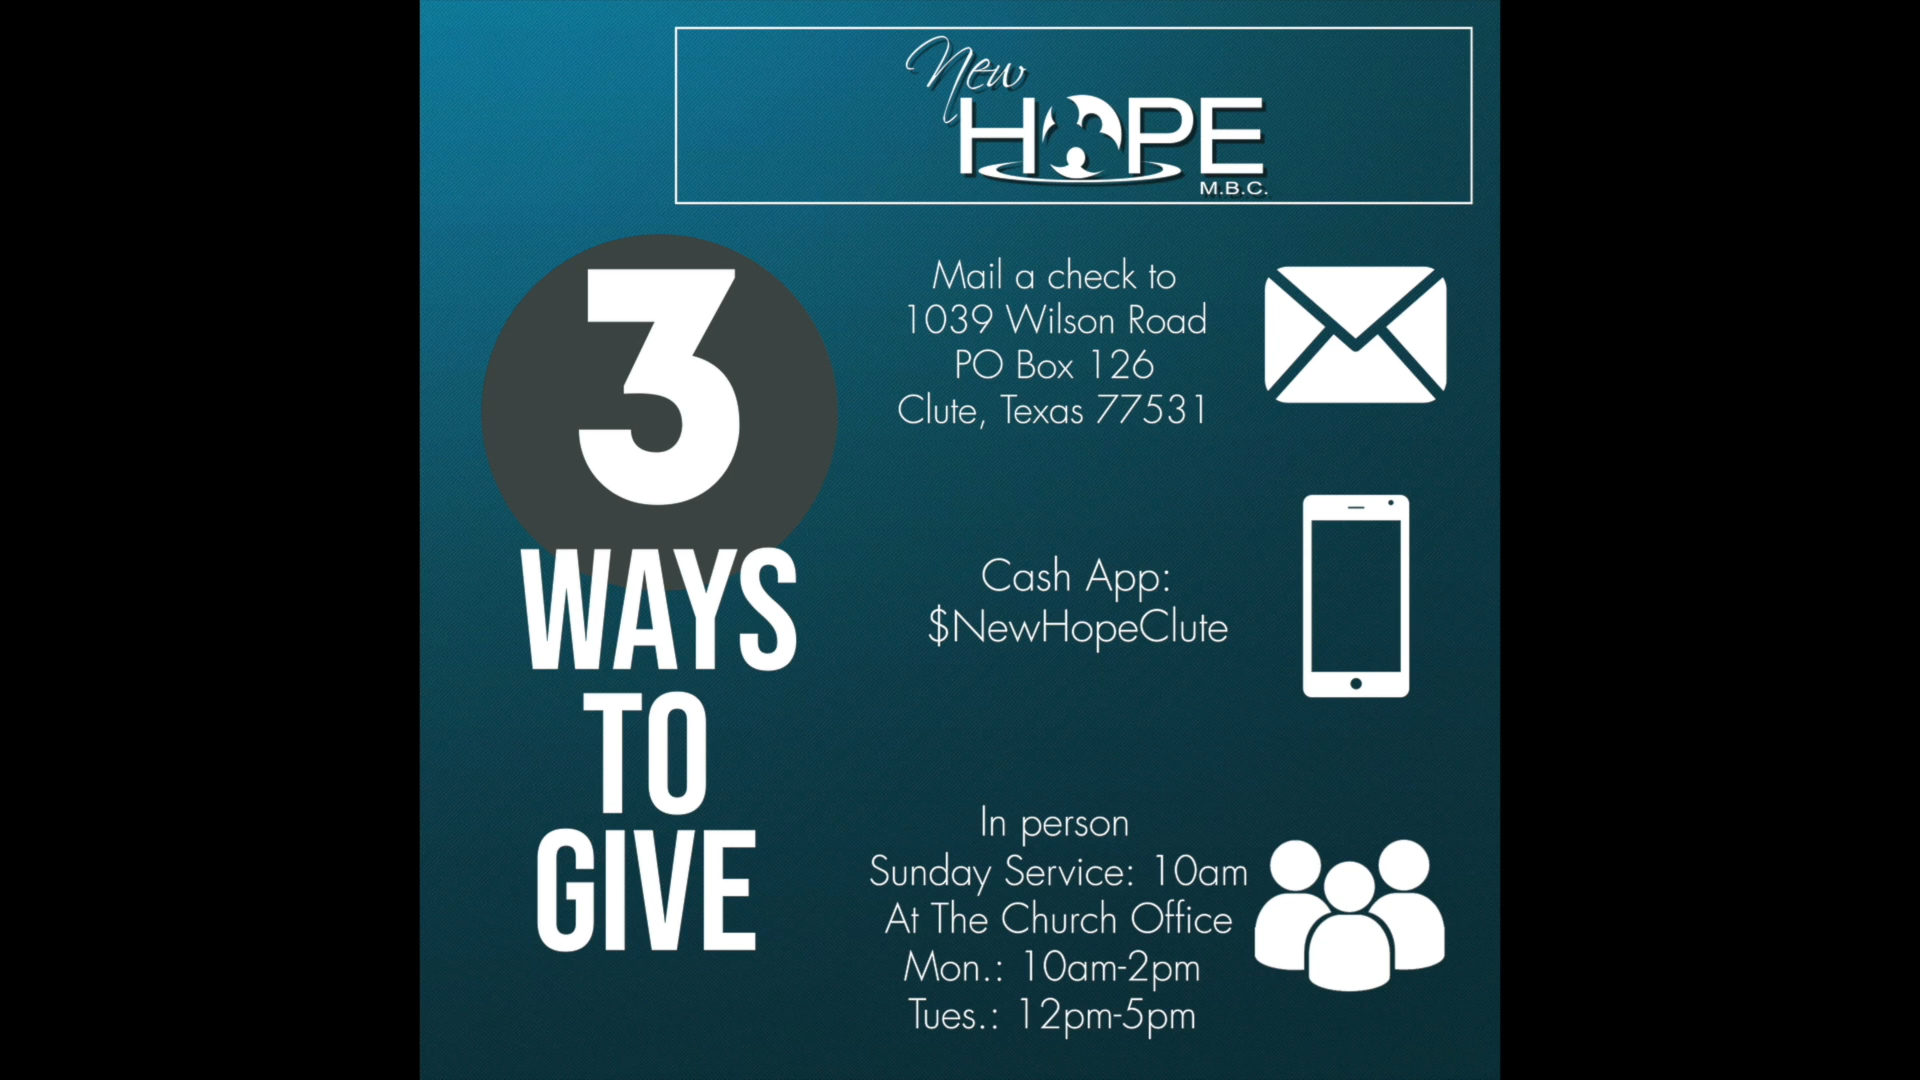 New
HOPE
M.B.C.
3
WAYS
TO
GIVE
Mail a check to
1039 Wilson Road
PO Box 126
Clute, Texas 77531
Cash App:
$NewHopeClute
In person
Sunday Service: 10am
At The Church Office
Mon.: 10am-2pm
Tues.: 12pm-5pm